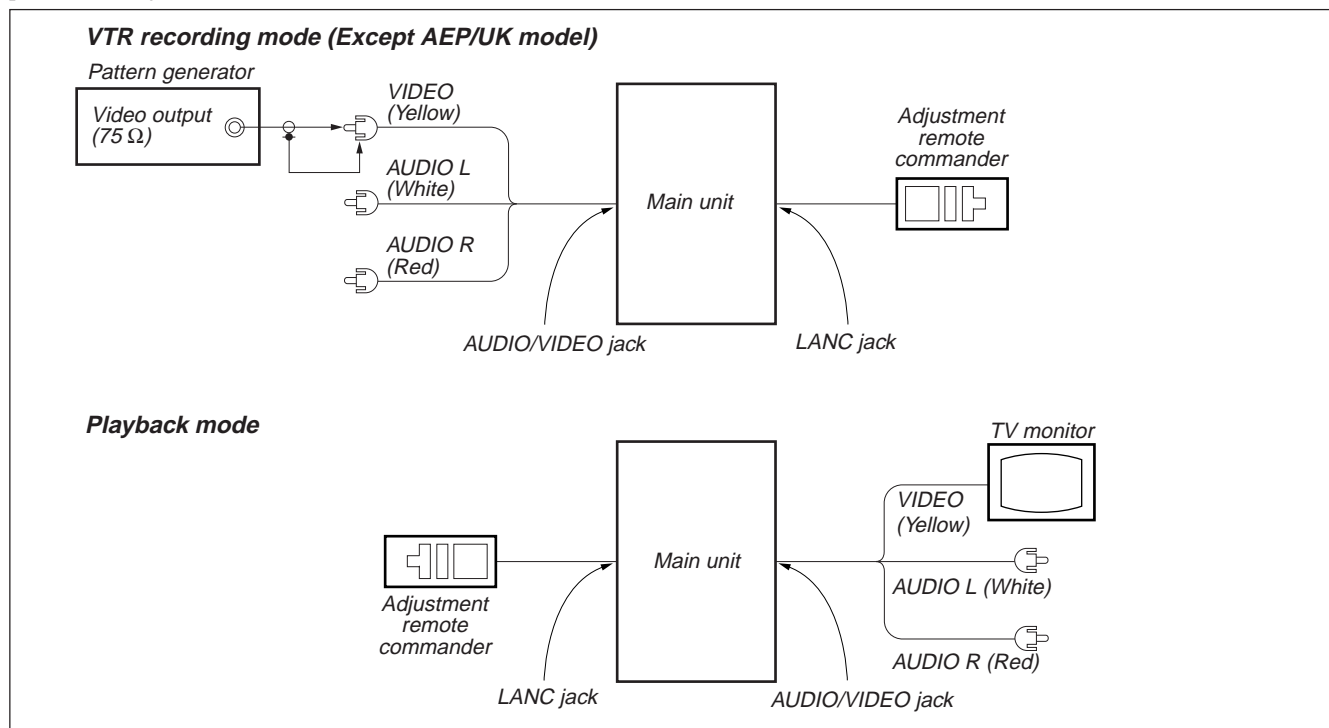 VTR recording mode (Except AEP/UK model)
Pattern generator
Video output
(75 Ω)
VIDEO
(Yellow)
AUDIO L
(White)
AUDIO R
(Red)
Main unit
Adjustment
remote
commander
AUDIO/VIDEO jack
LANC jack
Playback mode
TV monitor
VIDEO
(Yellow)
Main unit
AUDIO L (White)
Adjustment
remote
commander
AUDIO R (Red)
LANC jack
AUDIO/VIDEO jack